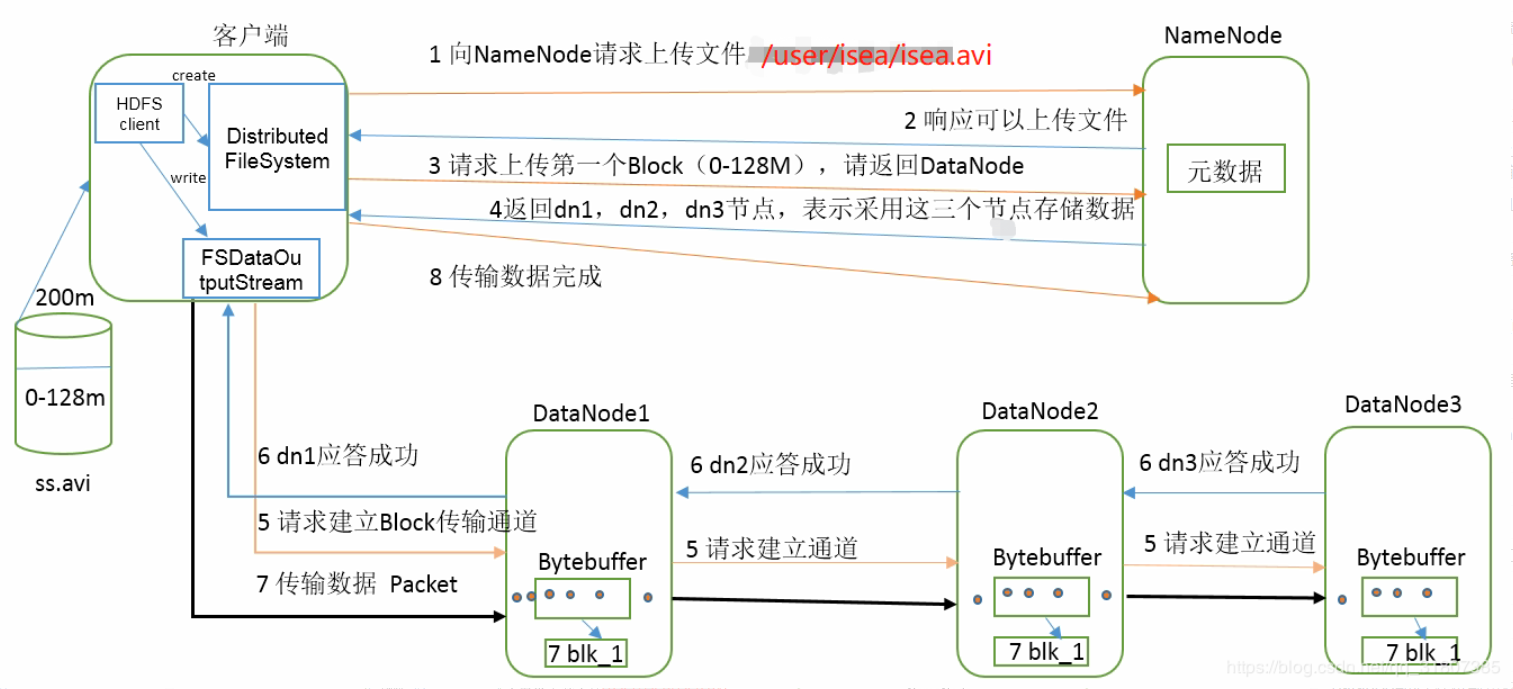 客户端
NameNode
1 向NameNode请求上传文件 /user/isea/isea.avi
create
HDFS
client
Distributed
FileSystem
write
FSDataOu
tputStream
2 响应可以上传文件
3 请求上传第一个Block（0-128M），请返回DataNode
4返回dn1，dn2，dn3节点，表示采用这三个节点存储数据
8 传输数据完成
元数据
200m
0-128m
ss.avi
DataNode1
DataNode2
DataNode3
6 dn1应答成功
6 dn2应答成功
6 dn3应答成功
5 请求建立Block传输通道
5 请求建立通道
5 请求建立通道
7 传输数据 Packet
Bytebuffer
Bytebuffer
Bytebuffer
7 blk_1
7 blk_1
7 blk_1